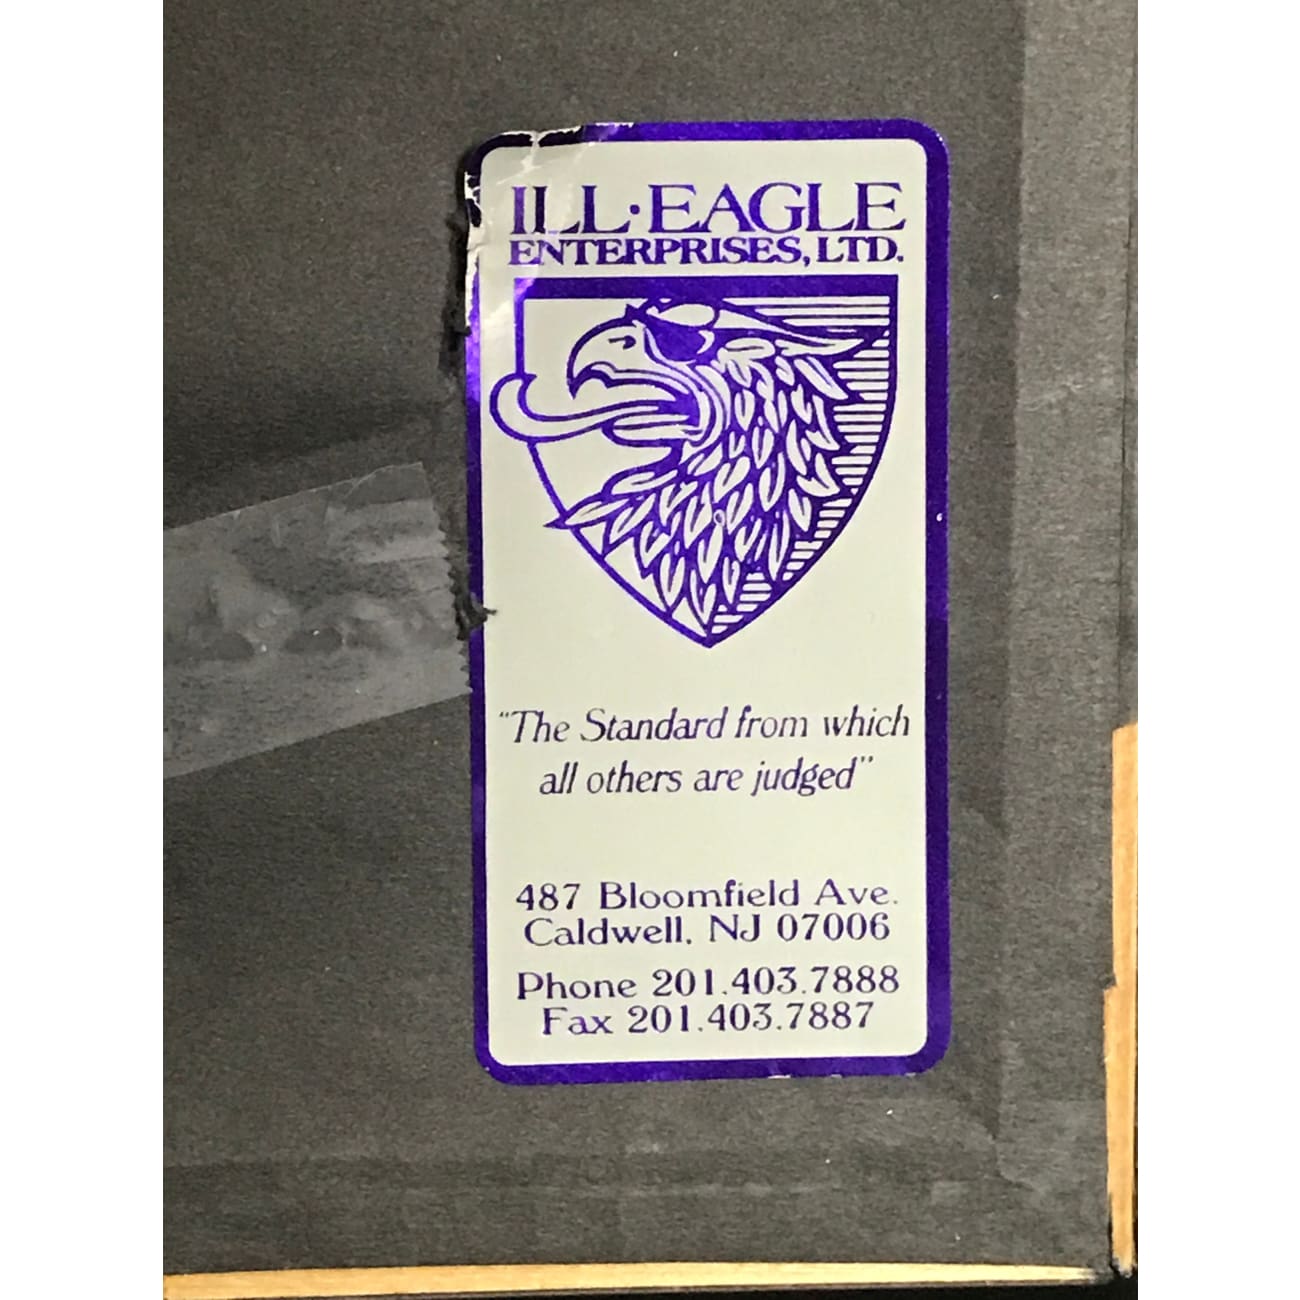 ILL·EAGLE
ENTERPRISES, LTD.
"The Standard from which
all others are judged"
487 Bloomfield Ave.
Caldwell, NJ 07006
Phone 201.403.7888
Fax 201.403.7887